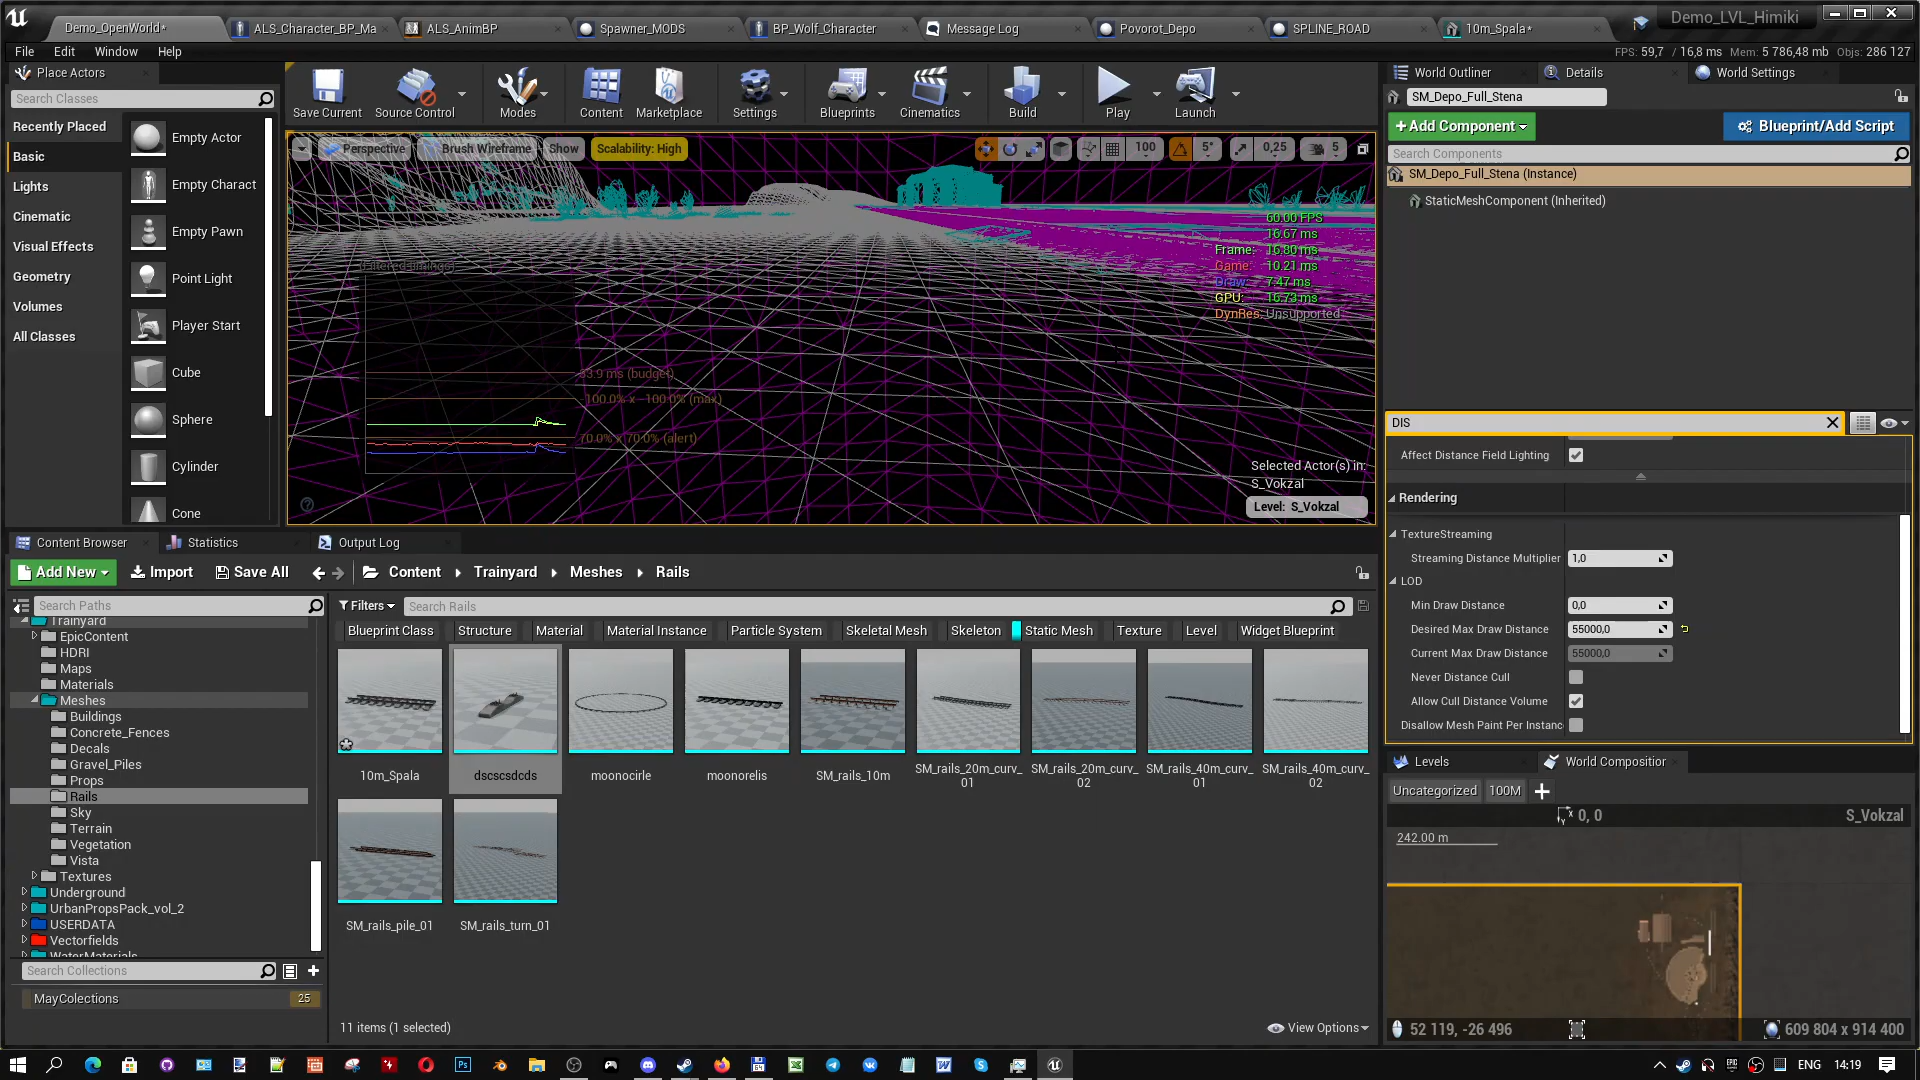 Demo_OpenWorld*
ALS_Character_BP_Ma
ALS_AnimBP
Spawner_MODS
BP_Wolf_Character
Message Log
Povorot_Depo
SPLINE_ROAD
10m_Spala*
Demo_LVL_Himiki
File Edit Window Help
FPS: 59,7 / 16,8 ms Mem: 5 786,48 mb Objs: 286 127
Place Actors
Search Classes
Recently Placed
Basic
Lights
Cinematic
Visual Effects
Geometry
Volumes
All Classes
Empty Actor
Empty Charact
Empty Pawn
Point Light
Player Start
Cube
Sphere
Cylinder
Cone
Save Current
Source Control
Modes
Content
Marketplace
Settings
Blueprints
Cinematics
Build
Play
Launch
Perspective
Brush Wireframe
Show
Scalability: High
100
5°
0,25
5
60.00 FPS
16.67 ms
Frame: 16.80 ms
Game: 10.21 ms
Draw: 7.47 ms
GPU: 16.73 ms
DynRes: Unsupported
33.9 ms (budget)
-100.0% x -100.0% (max)
70.0% x 70.0% (alert)
Selected Actor(s) in:
S_Vokzal
Level: S_Vokzal
World Outliner
Details
World Settings
SM_Depo_Full_Stena
+Add Component
Blueprint/Add Script
Search Components
SM_Depo_Full_Stena (Instance)
StaticMeshComponent (Inherited)
DIS
Affect Distance Field Lighting
Rendering
TextureStreaming
Streaming Distance Multiplier 1,0
LOD
Min Draw Distance 0,0
Desired Max Draw Distance 55000,0
Current Max Draw Distance 55000,0
Never Distance Cull
Allow Cull Distance Volume
Disallow Mesh Paint Per Instanc
Content Browser
Statistics
Output Log
Add New
Import
Save All
Content
Trainyard
Meshes
Rails
Search Paths
Trainyard
EpicContent
HDRI
Maps
Materials
Meshes
Buildings
Concrete_Fences
Decals
Gravel_Piles
Props
Rails
Sky
Terrain
Vegetation
Vista
Textures
Underground
UrbanPropsPack_vol_2
USERDATA
Vectorfields
WaterMaterials
Search Collections
MayColections 25
Filters
Search Rails
Blueprint Class
Structure
Material
Material Instance
Particle System
Skeletal Mesh
Skeleton
Static Mesh
Texture
Level
Widget Blueprint
10m_Spala
dscscsdcds
moonocirle
moonorelis
SM_rails_10m
SM_rails_20m_curv_01
SM_rails_20m_curv_02
SM_rails_40m_curv_01
SM_rails_40m_curv_02
SM_rails_pile_01
SM_rails_turn_01
11 items (1 selected)
View Options
Levels
World Compositior
Uncategorized
100M
0, 0
S_Vokzal
242.00 m
52 119, -26 496
609 804 x 914 400
ENG
14:19